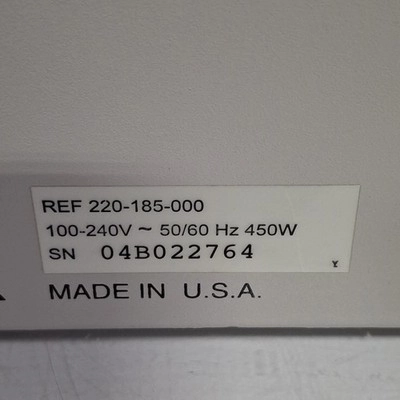 REF 220-185-000
100-240V ~ 50/60 Hz 450W
SN 04B022764
Y
MADE IN U.S.A.